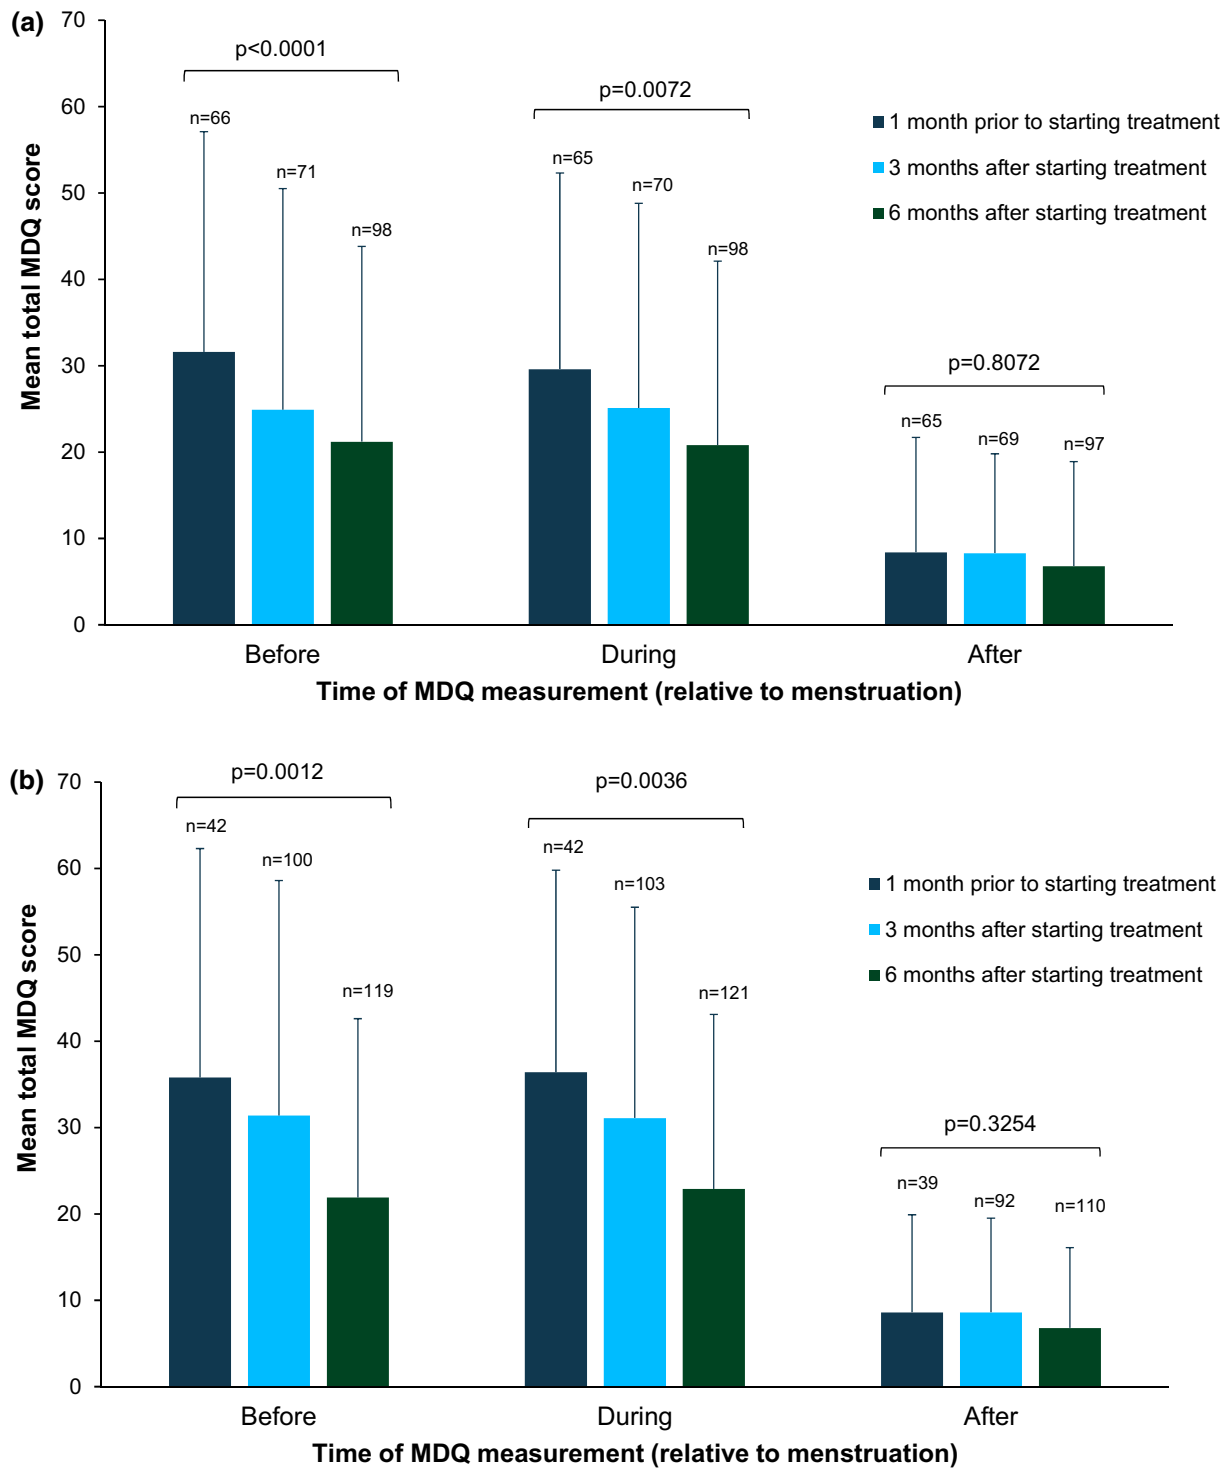 (a)
70
60
50
40
30
20
10
0
Mean total MDQ score
p<0.0001
n=66
n=71
n=98
p=0.0072
n=65
n=70
n=98
p=0.8072
n=65
n=69
n=97
1 month prior to starting treatment
3 months after starting treatment
6 months after starting treatment
Before
During
After
Time of MDQ measurement (relative to menstruation)
(b)
70
60
50
40
30
20
10
0
Mean total MDQ score
p=0.0012
n=42
n=100
n=119
p=0.0036
n=42
n=103
n=121
p=0.3254
n=39
n=92
n=110
1 month prior to starting treatment
3 months after starting treatment
6 months after starting treatment
Before
During
After
Time of MDQ measurement (relative to menstruation)